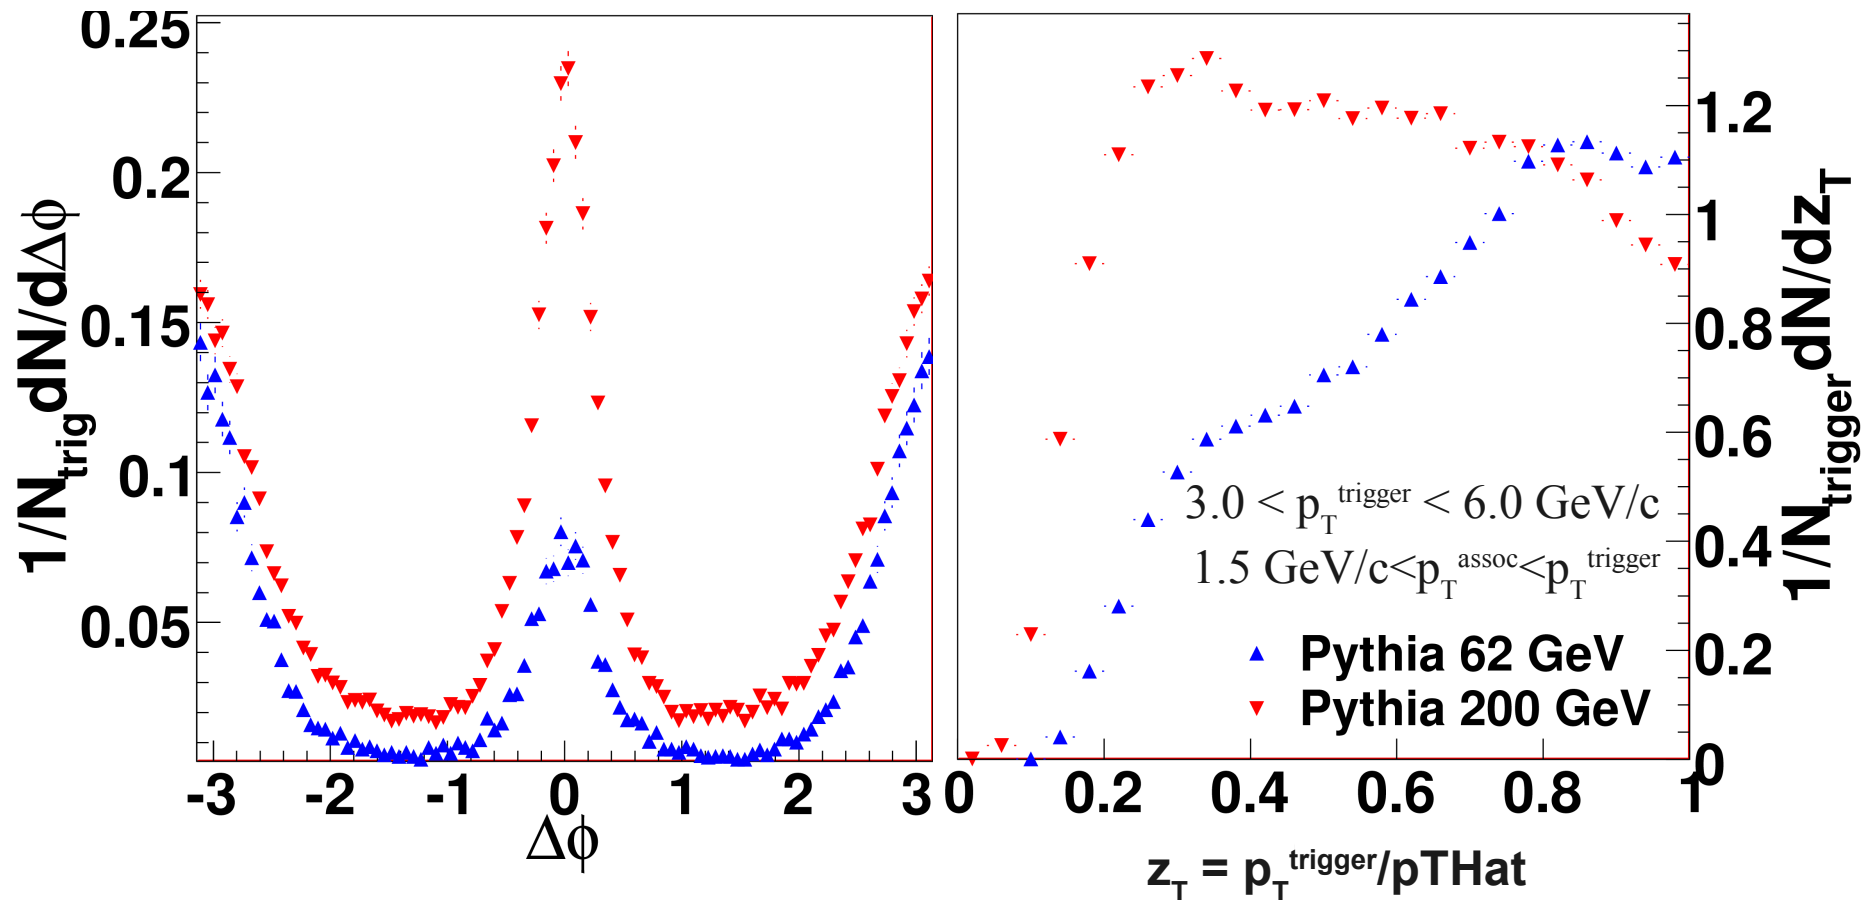 1/N_trig dN/dΔϕ
0.25
0.2
0.15
0.1
0.05
-3 -2 -1 0 1 2 3
Δϕ
3.0 < p_T^trigger < 6.0 GeV/c
1.5 GeV/c<p_T^assoc<p_T^trigger
Pythia 62 GeV
Pythia 200 GeV
1.2
1
0.8
0.6
0.4
0.2
0
0 0.2 0.4 0.6 0.8 1
z_T = p_T^trigger/pTHat
1/N_trigger dN/dz_T